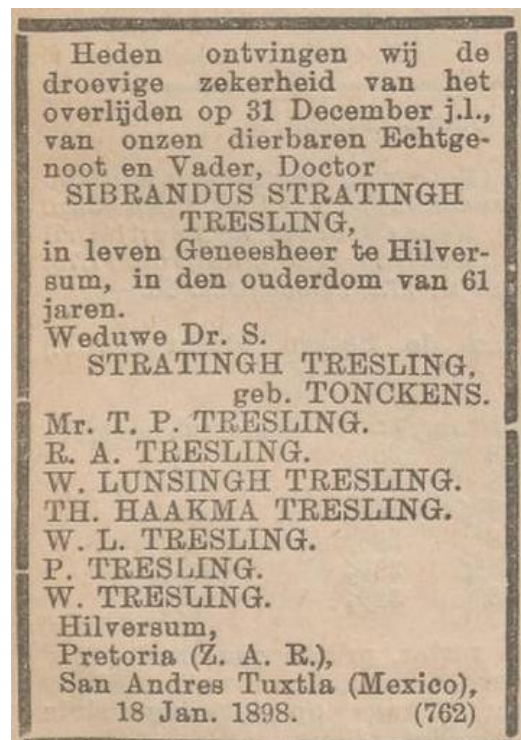 Heden ontvingen wij de
droevige zekerheid van het
overlijden op 31 December j.l.,
van onzen dierbaren Echtge-
noot en Vader, Doctor
SIBRANDUS STRATINGH
TRESLING,
in leven Geneesheer te Hilver-
sum, in den ouderdom van 61
jaren.
Weduwe Dr. S.
STRATINGH TRESLING,
geb. TONCKENS.
Mr. T. P. TRESLING.
R. A. TRESLING.
W. LUNSINGH TRESLING.
TH. HAAKMA TRESLING.
W. L. TRESLING.
P. TRESLING.
W. TRESLING.
Hilversum,
Pretoria (Z. A. R.),
San Andres Tuxtla (Mexico),
18 Jan. 1898. (762)